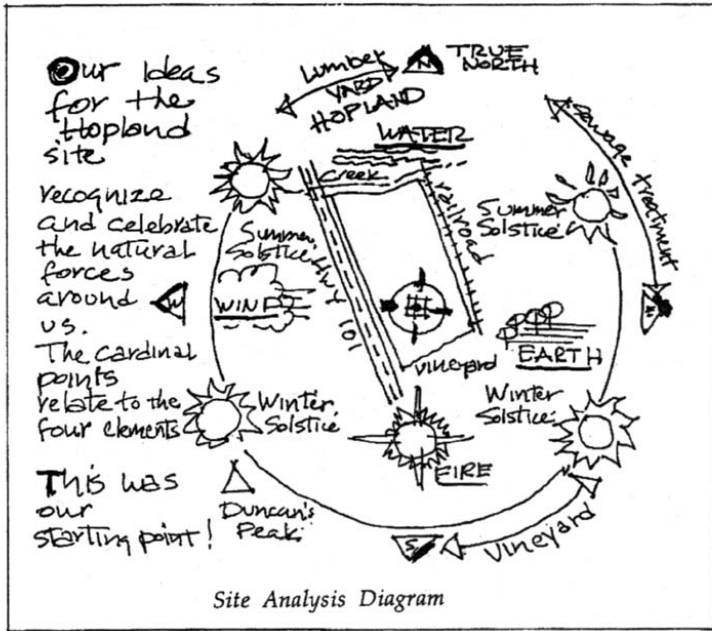 Our Ideas
for the
Hopland
site
recognize
and celebrate
the natural
forces
around
us.
The cardinal
points
relate to the
four elements
This was
our
starting point!
Lumber
YARD
HOPLAND
N
TRUE
NORTH
WATER
creek
railroad
Sewage treatment
Summer
Solstice
Summer
Solstice
Hwy 101
W
WIND
EARTH
vineyard
Winter
Solstice
Winter
Solstice
FIRE
Duncan's
Peak
S
Vineyard
Site Analysis Diagram